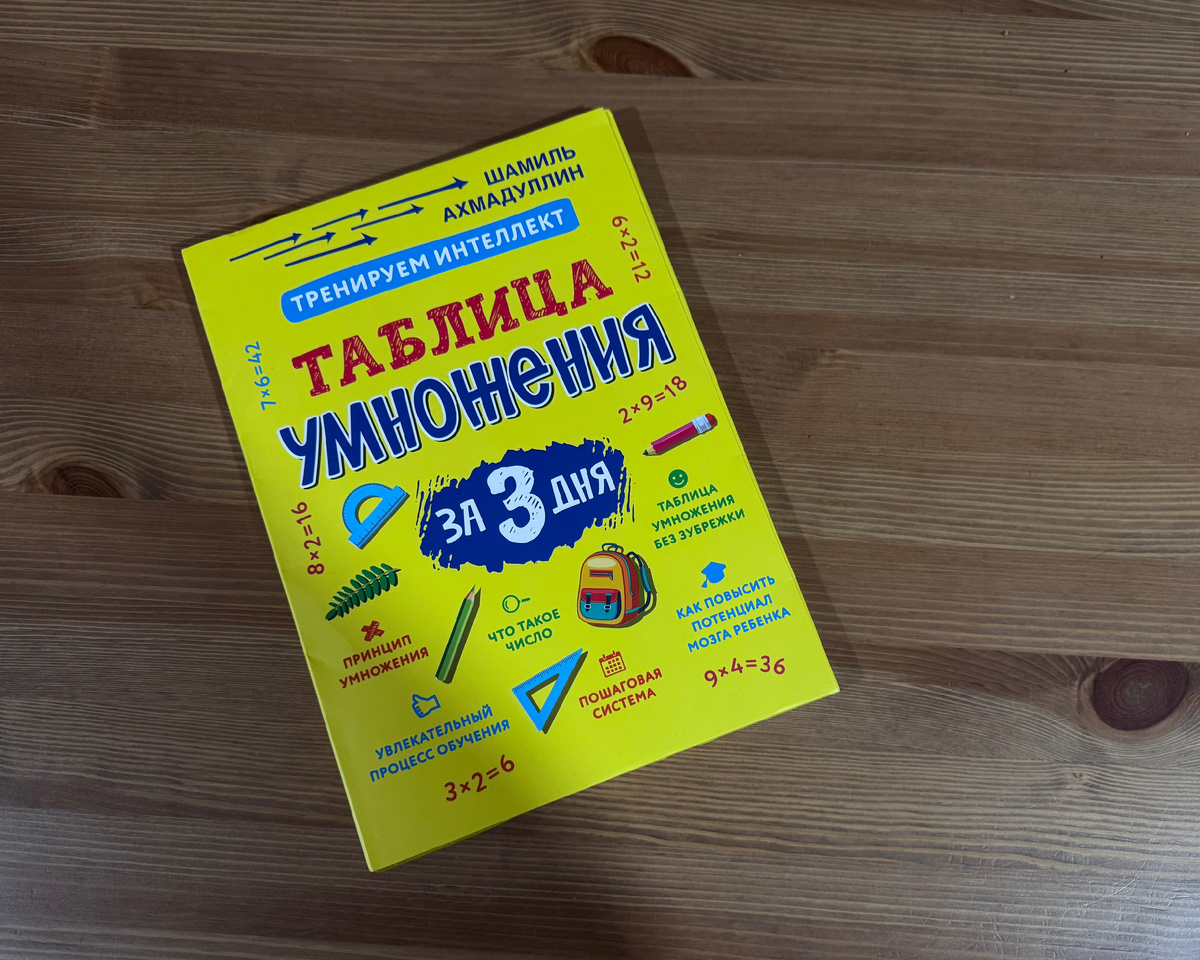 ШАМИЛЬ
АХМАДУЛЛИН
ТРЕНИРУЕМ ИНТЕЛЛЕКТ
6×2=12
ТАБЛИЦА
УМНОЖЕНИЯ
7×6=42
2×9=18
ЗА 3 ДНЯ
8×2=16
ТАБЛИЦА
УМНОЖЕНИЯ
БЕЗ ЗУБРЕЖКИ
ПРИНЦИП
УМНОЖЕНИЯ
ЧТО ТАКОЕ
ЧИСЛО
КАК ПОВЫСИТЬ
ПОТЕНЦИАЛ
МОЗГА РЕБЕНКА
УВЛЕКАТЕЛЬНЫЙ
ПРОЦЕСС ОБУЧЕНИЯ
ПОШАГОВАЯ
СИСТЕМА
9×4=36
3×2=6